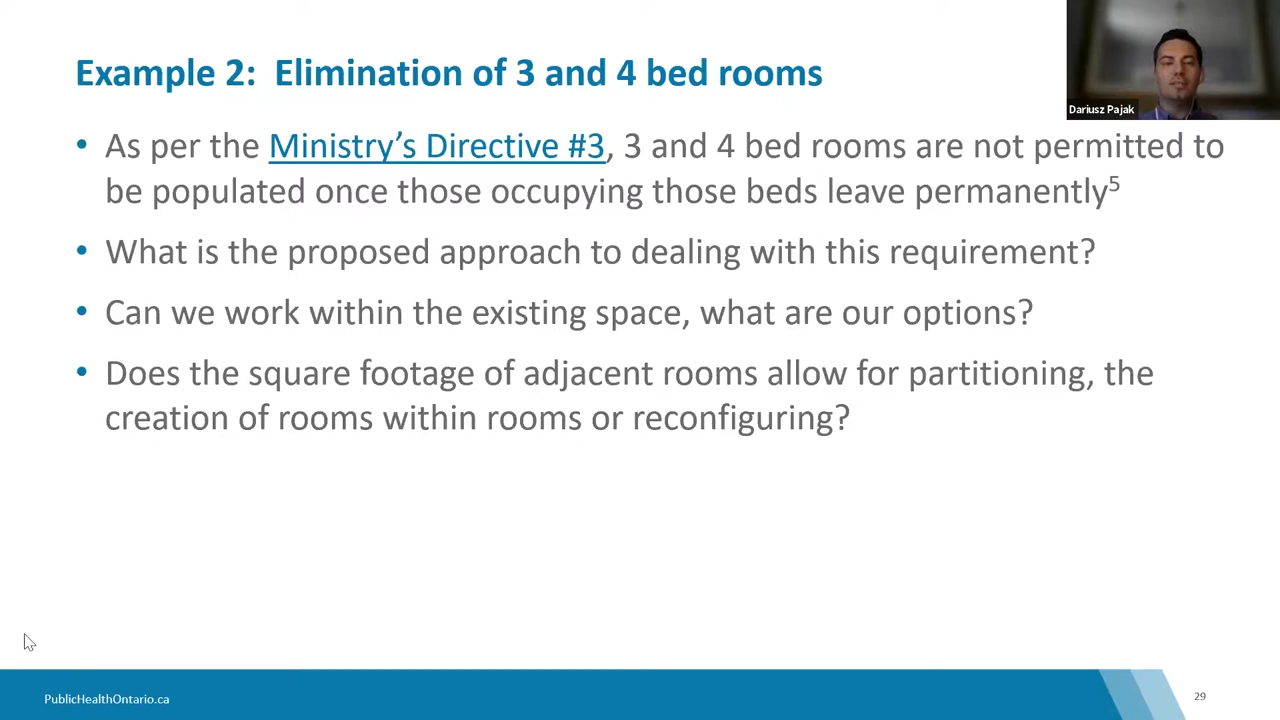 Example 2: Elimination of 3 and 4 bed rooms
Dariusz Pajak
• As per the Ministry’s Directive #3, 3 and 4 bed rooms are not permitted to
be populated once those occupying those beds leave permanently5
• What is the proposed approach to dealing with this requirement?
• Can we work within the existing space, what are our options?
• Does the square footage of adjacent rooms allow for partitioning, the
creation of rooms within rooms or reconfiguring?
PublicHealthOntario.ca
29